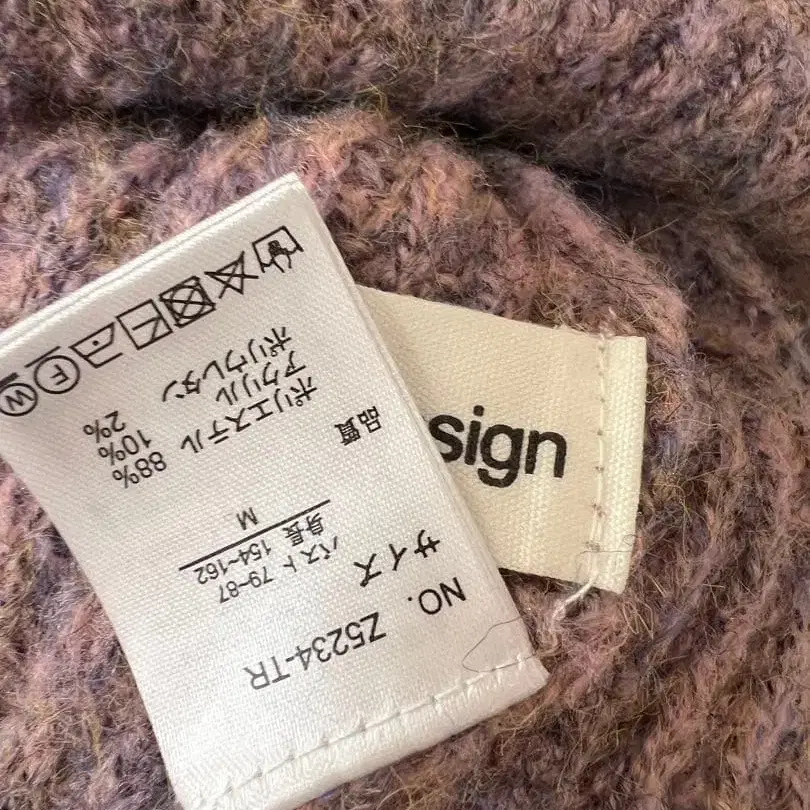 NO. Z5234-TR
サイズ
バスト 79~87
身長 154~162
M
品質
ポリエステル 88%
アクリル 10%
ポリウレタン 2%
F
W
sign